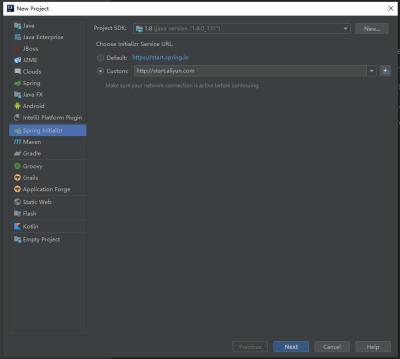 New Project
Java
Java Enterprise
JBoss
J2ME
Clouds
Spring
Java FX
Android
IntelliJ Platform Plugin
Spring Initializr
Maven
Gradle
Groovy
Grails
Application Forge
Static Web
Flash
Kotlin
Empty Project
Project SDK: 1.8 (java version "1.8.0_131") New...
Choose Initializr Service URL.
Default: https://start.spring.io
Custom: http://start.aliyun.com
Make sure your network connection is active before continuing.
Previous Next Cancel Help